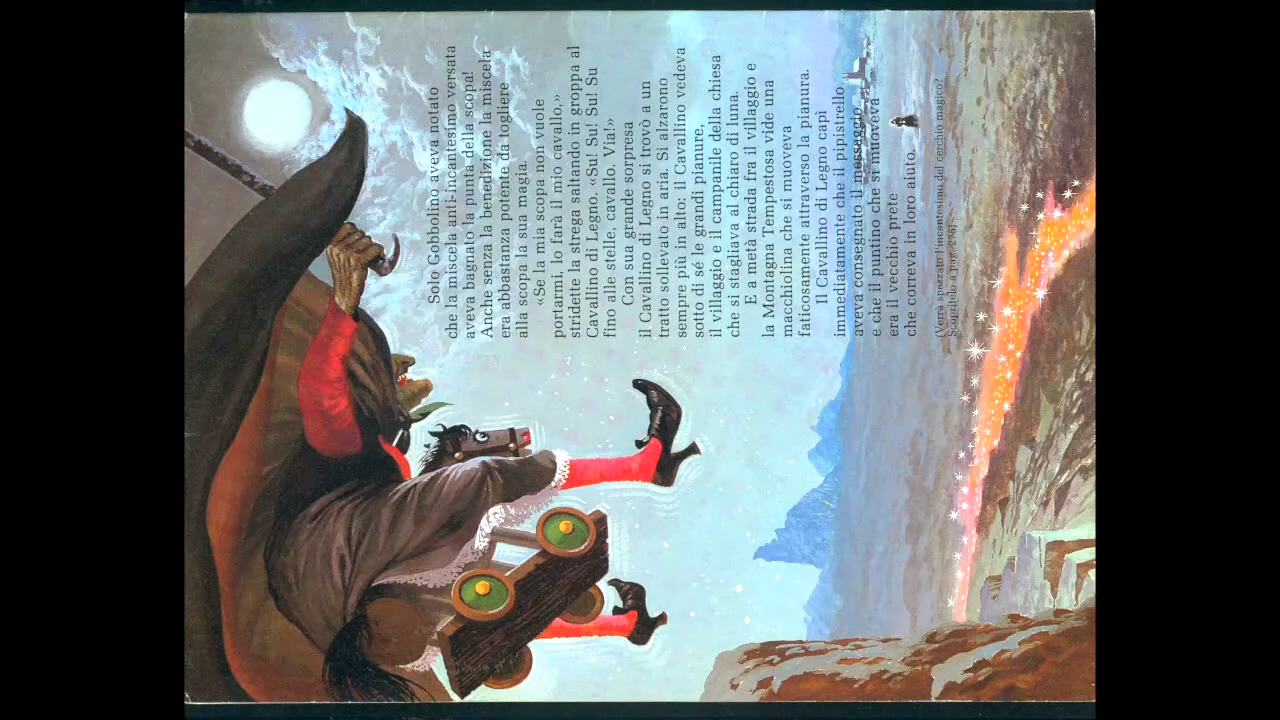 Solo Gobbolino aveva notato
che la miscela anti-incantesimo versata
aveva bagnato la punta della scopa!
Anche senza la benedizione la miscela
era abbastanza potente da togliere
alla scopa la sua magia.
«Se la mia scopa non vuole
portarmi, lo farà il mio cavallo,»
stridette la strega saltando in groppa al
Cavallino di Legno. «Su! Su! Su! Su
fino alle stelle, cavallo. Via!»
Con sua grande sorpresa
il Cavallino di Legno si trovò a un
tratto sollevato in aria. Si alzarono
sempre più in alto: il Cavallino vedeva
sotto di sé le grandi pianure,
il villaggio e il campanile della chiesa
che si stagliava al chiaro di luna.
E a metà strada fra il villaggio e
la Montagna Tempestosa vide una
macchiolina che si muoveva
faticosamente attraverso la pianura.
Il Cavallino di Legno capì
immediatamente che il pipistrello
aveva consegnato il messaggio,
e che il puntino che si muoveva
era il vecchio prete
che correva in loro aiuto.
(Verrà spezzato l'incantesimo del cerchio magico?
Scopritelo a pag. 276)